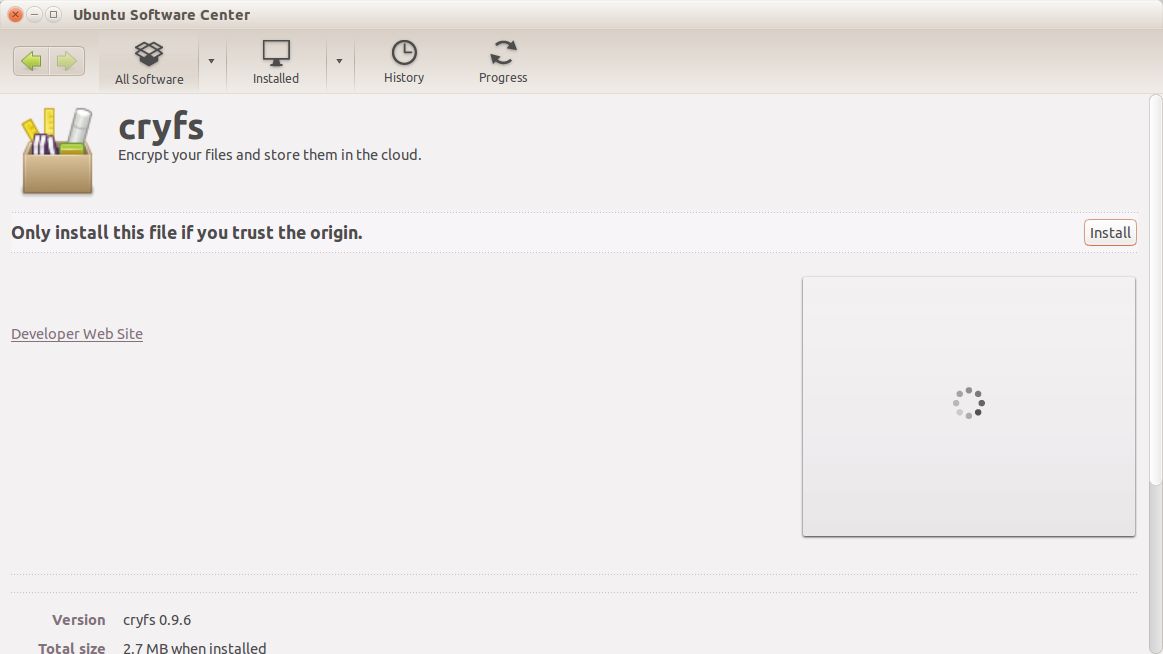 Ubuntu Software Center
All Software
Installed
History
Progress
cryfs
Encrypt your files and store them in the cloud.
Only install this file if you trust the origin.
Install
Developer Web Site
Version cryfs 0.9.6
Total size 2.7 MB when installed